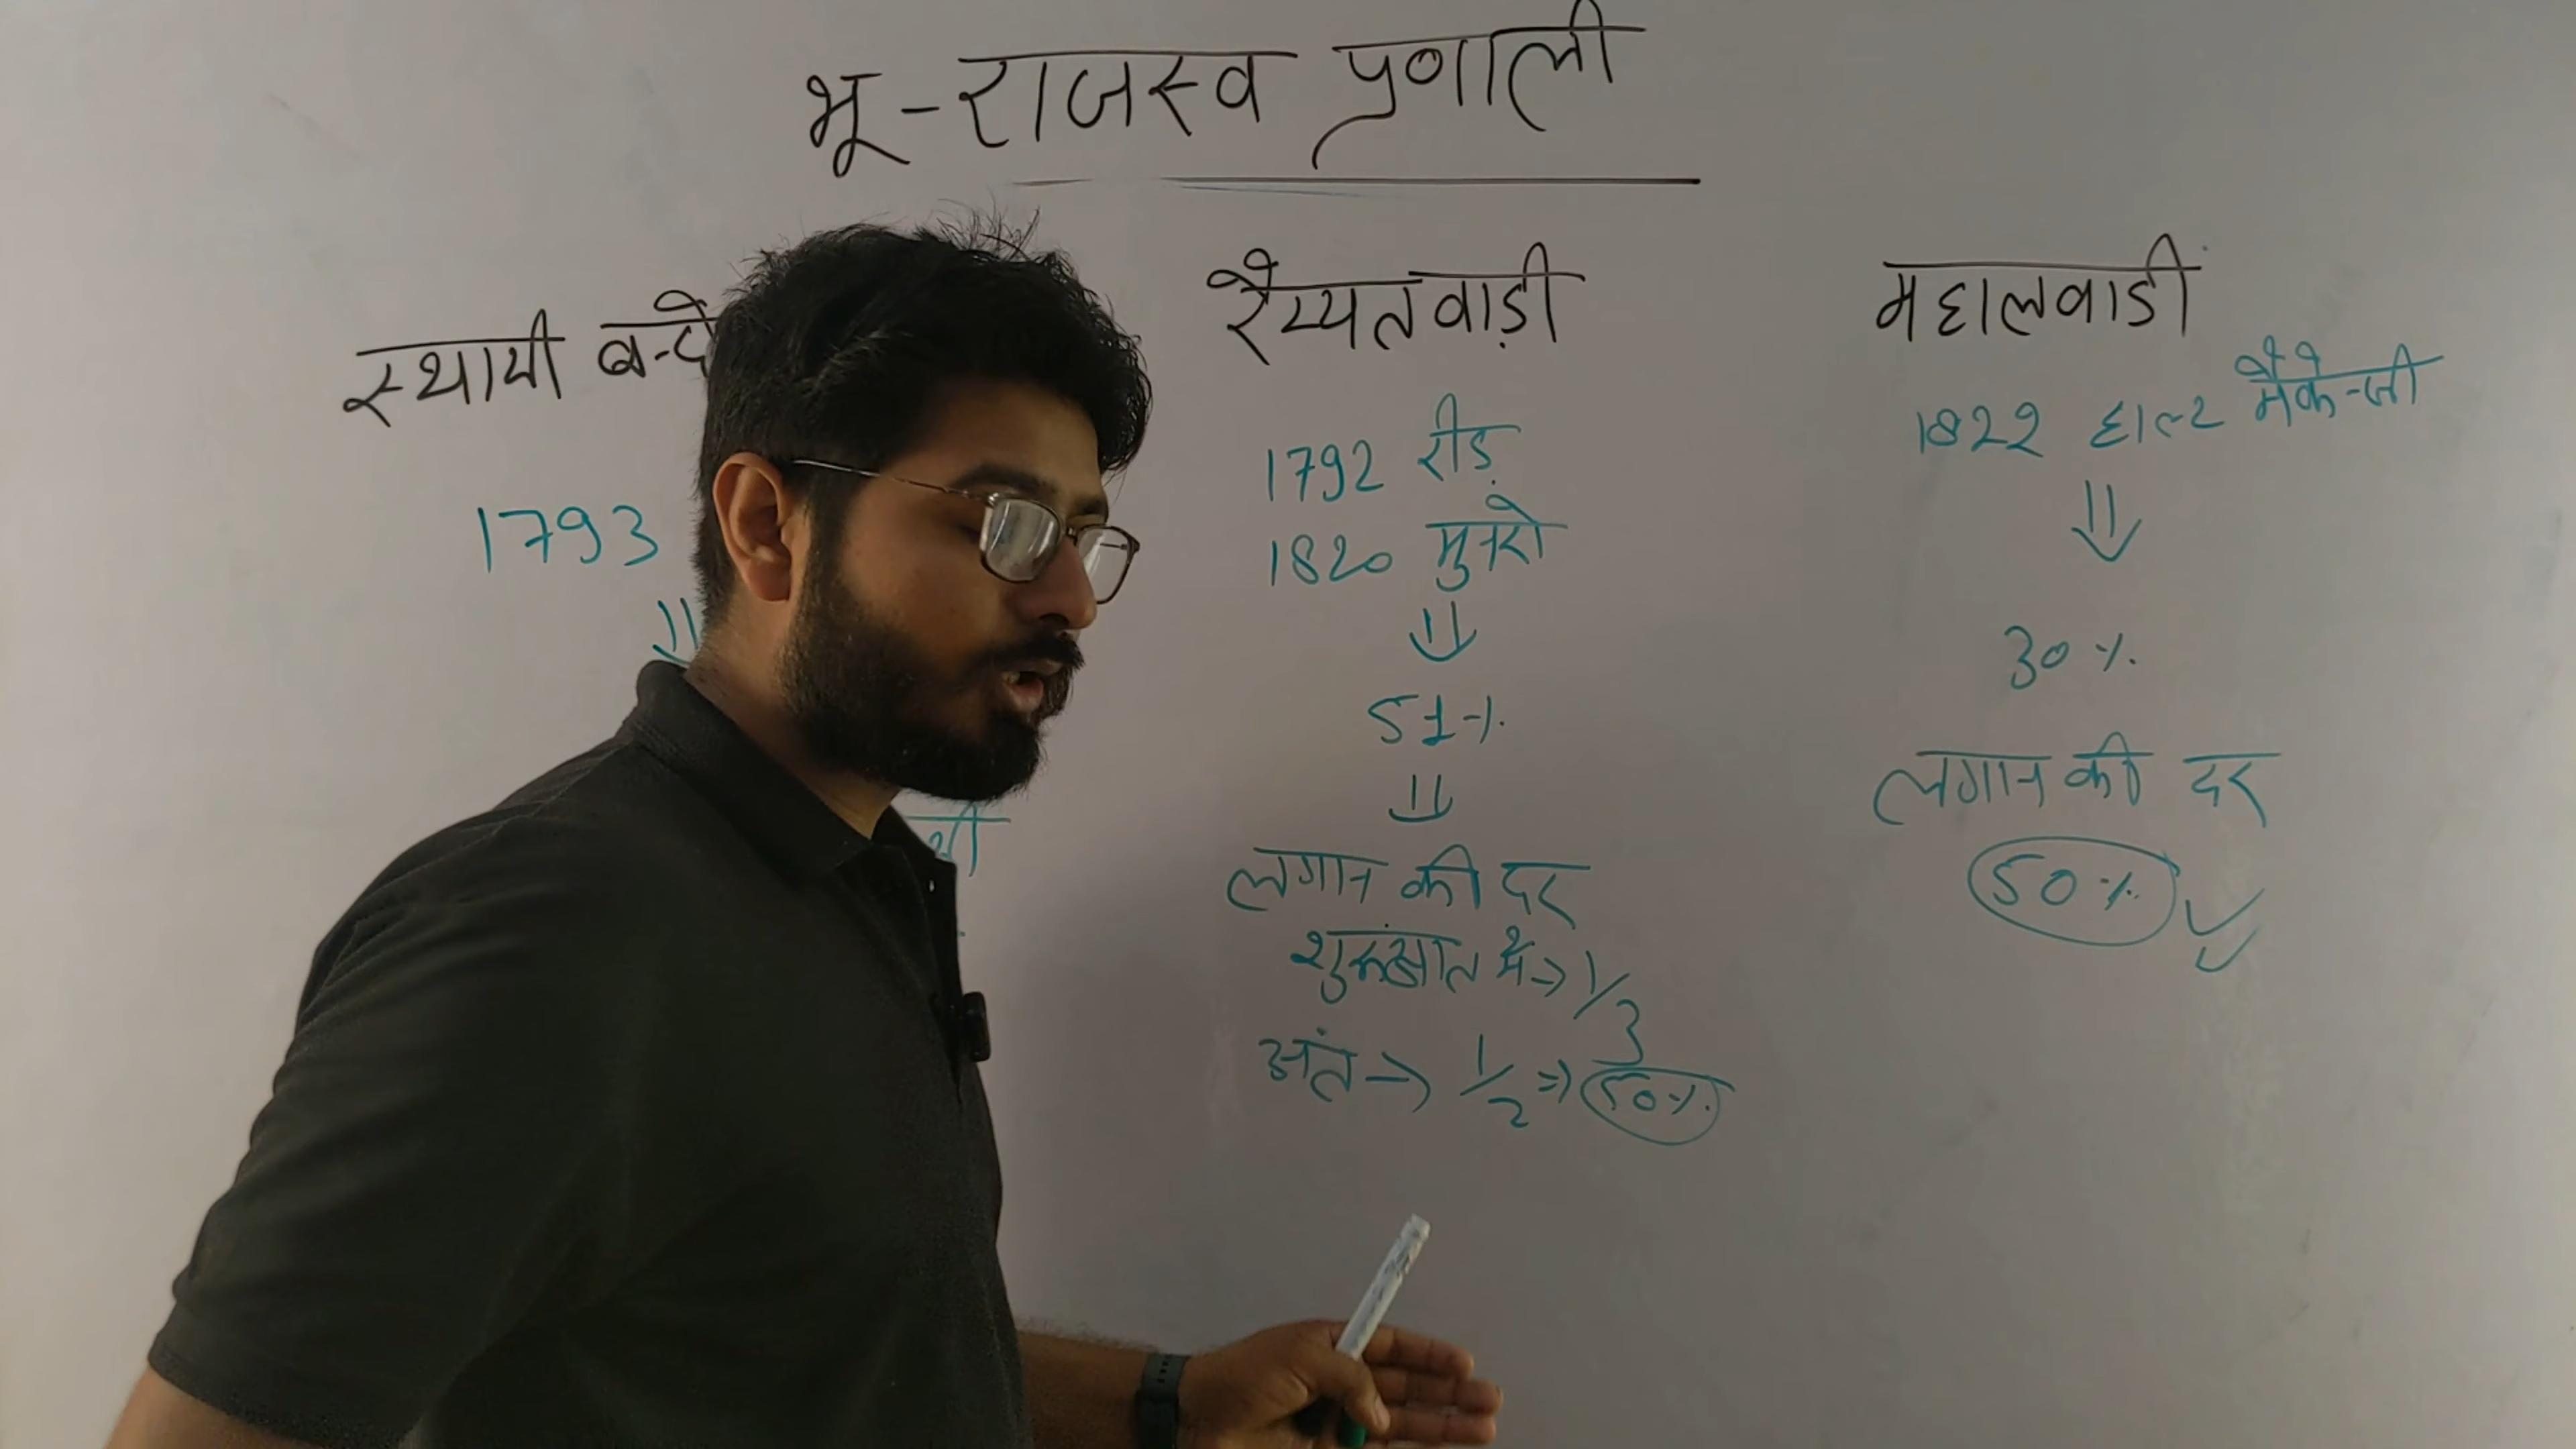 भू-राजस्व प्रणाली
स्थायी
1793
रैय्यतवाड़ी
1792 रीड़
1820 मुनरो
51%
लगान की दर
शुरुआत में → 1/3
अंत → 1/2 ⇒ 50%
महालवाडी
1822 हाल्ट मैकेन्जी
30%
लगान की दर
50%